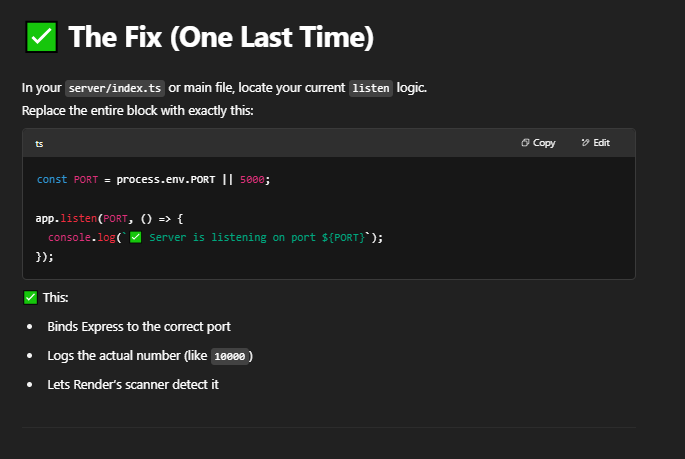 ✅ The Fix (One Last Time)
In your server/index.ts or main file, locate your current listen logic.
Replace the entire block with exactly this:
ts Copy Edit
const PORT = process.env.PORT || 5000;
app.listen(PORT, () => {
  console.log(`✅ Server is listening on port ${PORT}`);
});
✅ This:
• Binds Express to the correct port
• Logs the actual number (like 10000)
• Lets Render's scanner detect it